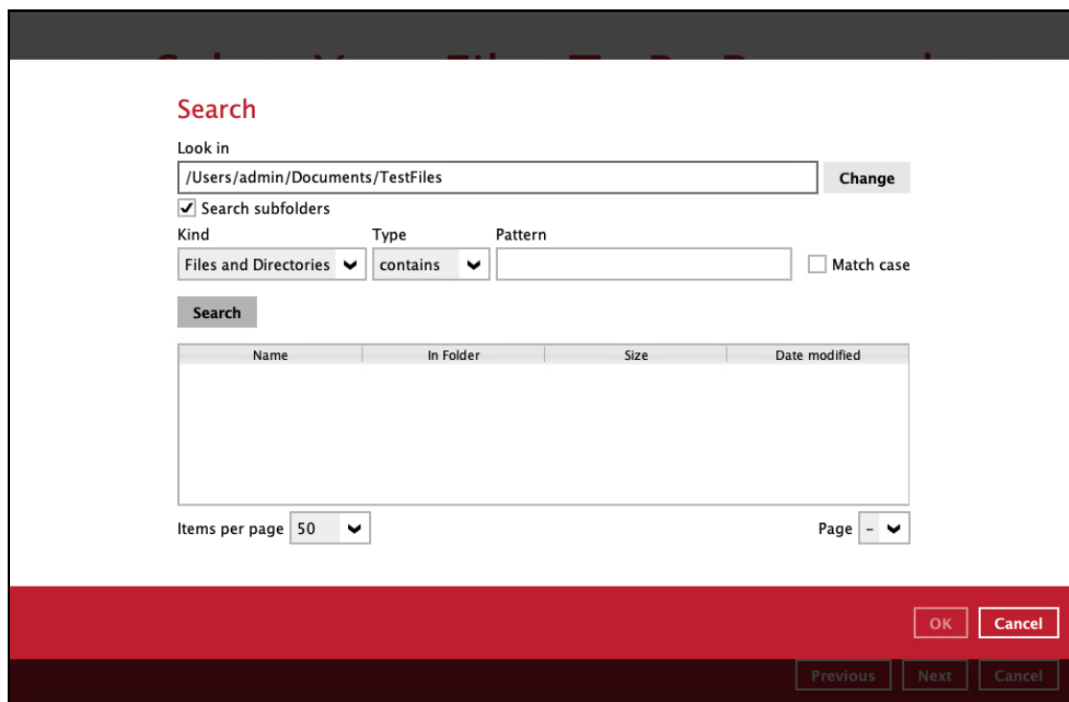 Search
Look in
/Users/admin/Documents/TestFiles Change
Search subfolders
Kind Type Pattern
Files and Directories contains Match case
Search
Name In Folder Size Date modified
Items per page 50 Page -
OK Cancel
Previous Next Cancel